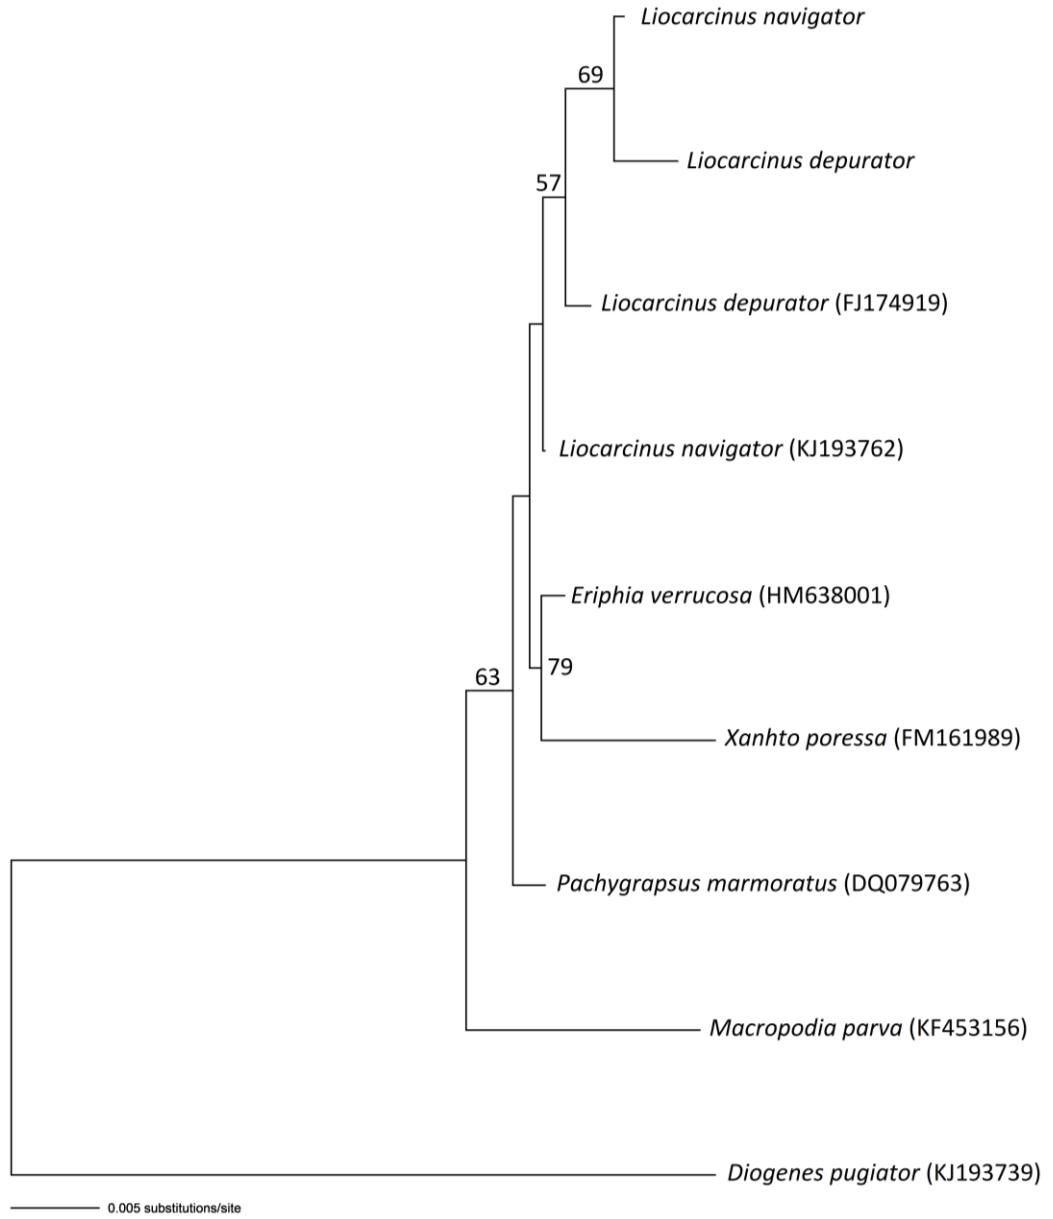 Liocarcinus navigator
69
Liocarcinus depurator
57
Liocarcinus depurator (FJ174919)
Liocarcinus navigator (KJ193762)
Eriphia verrucosa (HM638001)
79
63
Xanhto poressa (FM161989)
Pachygrapsus marmoratus (DQ079763)
Macropodia parva (KF453156)
Diogenes pugiator (KJ193739)
0.005 substitutions/site